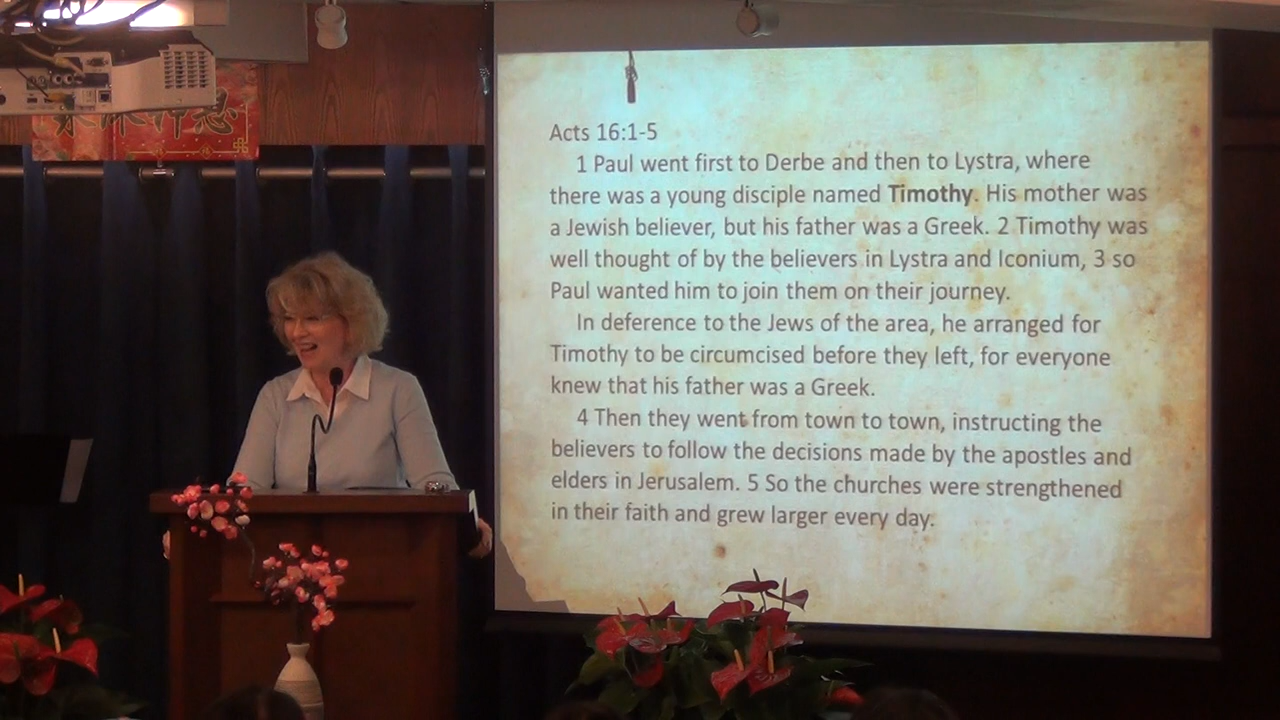 恩
Acts 16:1-5
1 Paul went first to Derbe and then to Lystra, where
there was a young disciple named Timothy. His mother was
a Jewish believer, but his father was a Greek. 2 Timothy was
well thought of by the believers in Lystra and Iconium, 3 so
Paul wanted him to join them on their journey.
In deference to the Jews of the area, he arranged for
Timothy to be circumcised before they left, for everyone
knew that his father was a Greek.
4 Then they went from town to town, instructing the
believers to follow the decisions made by the apostles and
elders in Jerusalem. 5 So the churches were strengthened
in their faith and grew larger every day.